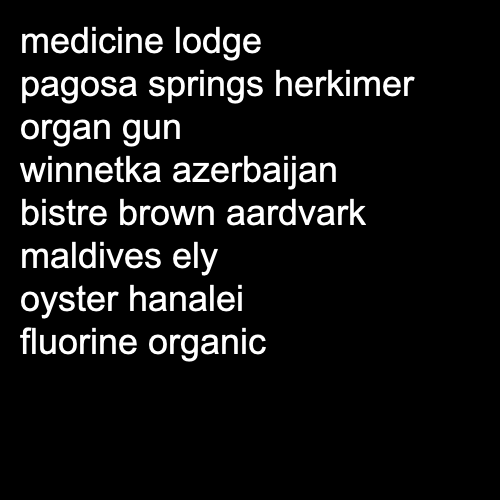 medicine lodge
pagosa springs herkimer
organ gun
winnetka azerbaijan
bistre brown aardvark
maldives ely
oyster hanalei
fluorine organic